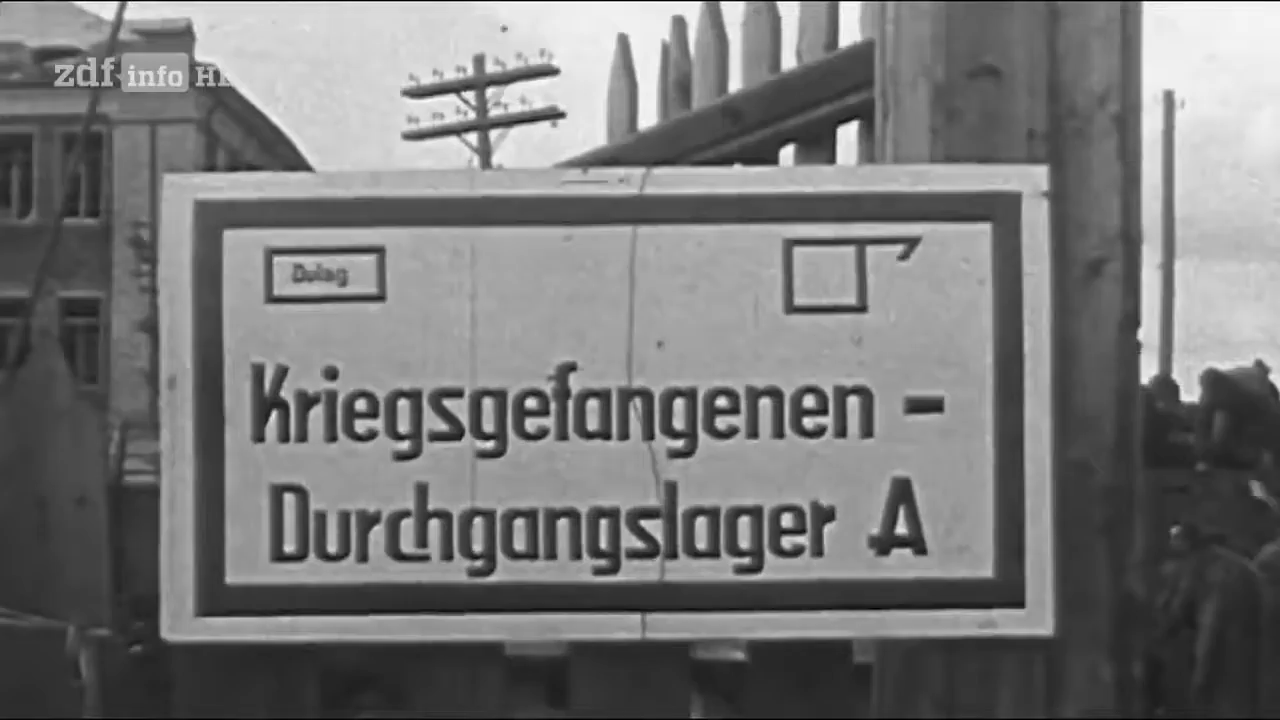 zdf info HD
Dulag
Kriegsgefangenen -
Durchgangslager A